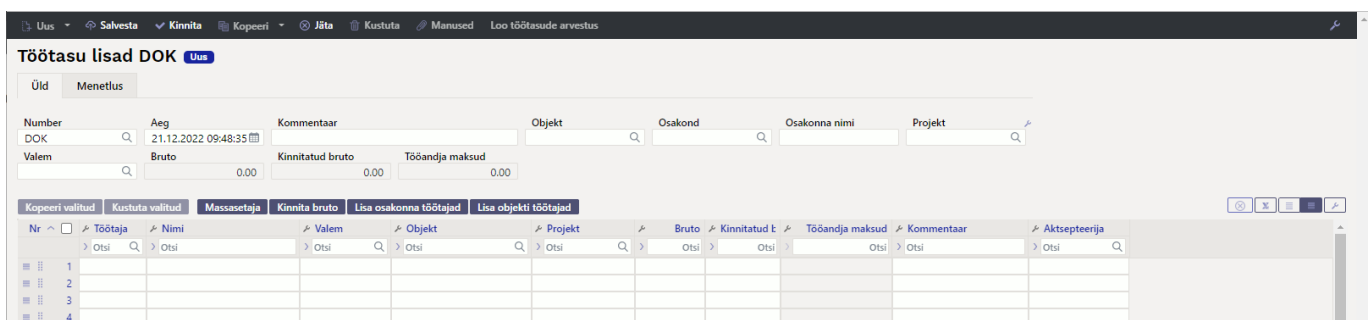 Uus Salvesta Kinnita Kopeeri Jäta Kustuta Manused Loo töötasude arvestus
Töötasu lisad DOK Uus
Üld Menetlus
Number Aeg Kommentaar Objekt Osakond Osakonna nimi Projekt
DOK 21.12.2022 09:48:35
Valem Bruto Kinnitatud bruto Tööandja maksud
0.00 0.00 0.00
Kopeeri valitud Kustuta valitud Massasetaja Kinnita bruto Lisa osakonna töötajad Lisa objekti töötajad
Nr Töötaja Nimi Valem Objekt Projekt Bruto Kinnitatud b Tööandja maksud Kommentaar Aktsepteerija
Otsi Otsi Otsi Otsi Otsi Otsi Otsi Otsi Otsi Otsi
1
2
3
4